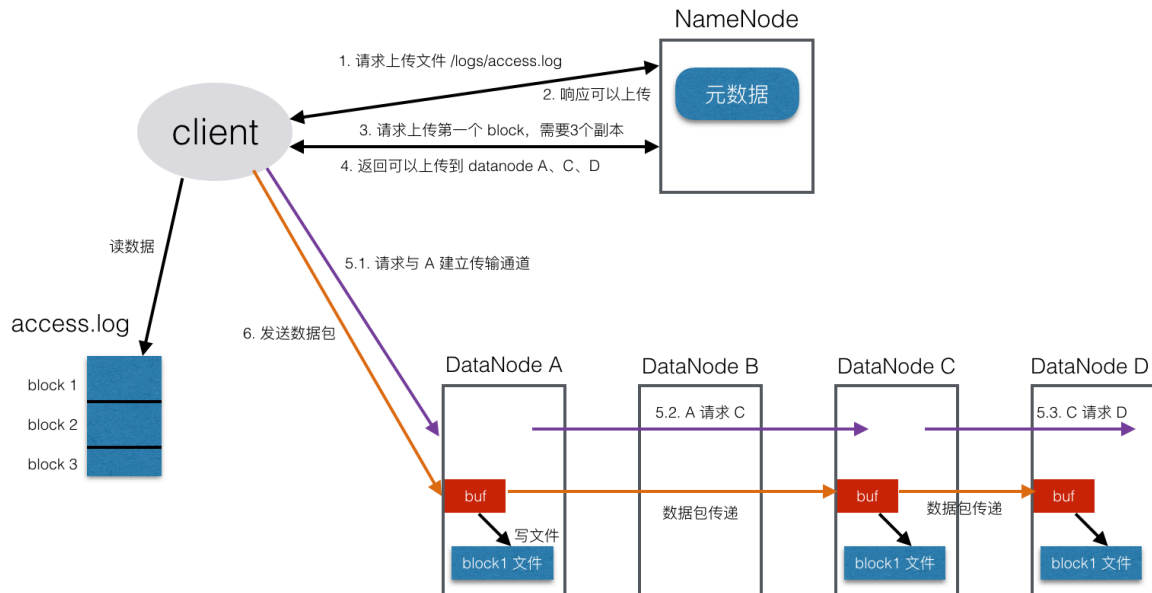 NameNode
元数据
1. 请求上传文件 /logs/access.log
2. 响应可以上传
client
3. 请求上传第一个 block，需要3个副本
4. 返回可以上传到 datanode A、C、D
读数据
5.1. 请求与 A 建立传输通道
6. 发送数据包
access.log
block 1
block 2
block 3
DataNode A
DataNode B
DataNode C
DataNode D
5.2. A 请求 C
5.3. C 请求 D
buf
数据包传递
buf
数据包传递
buf
写文件
block1 文件
block1 文件
block1 文件